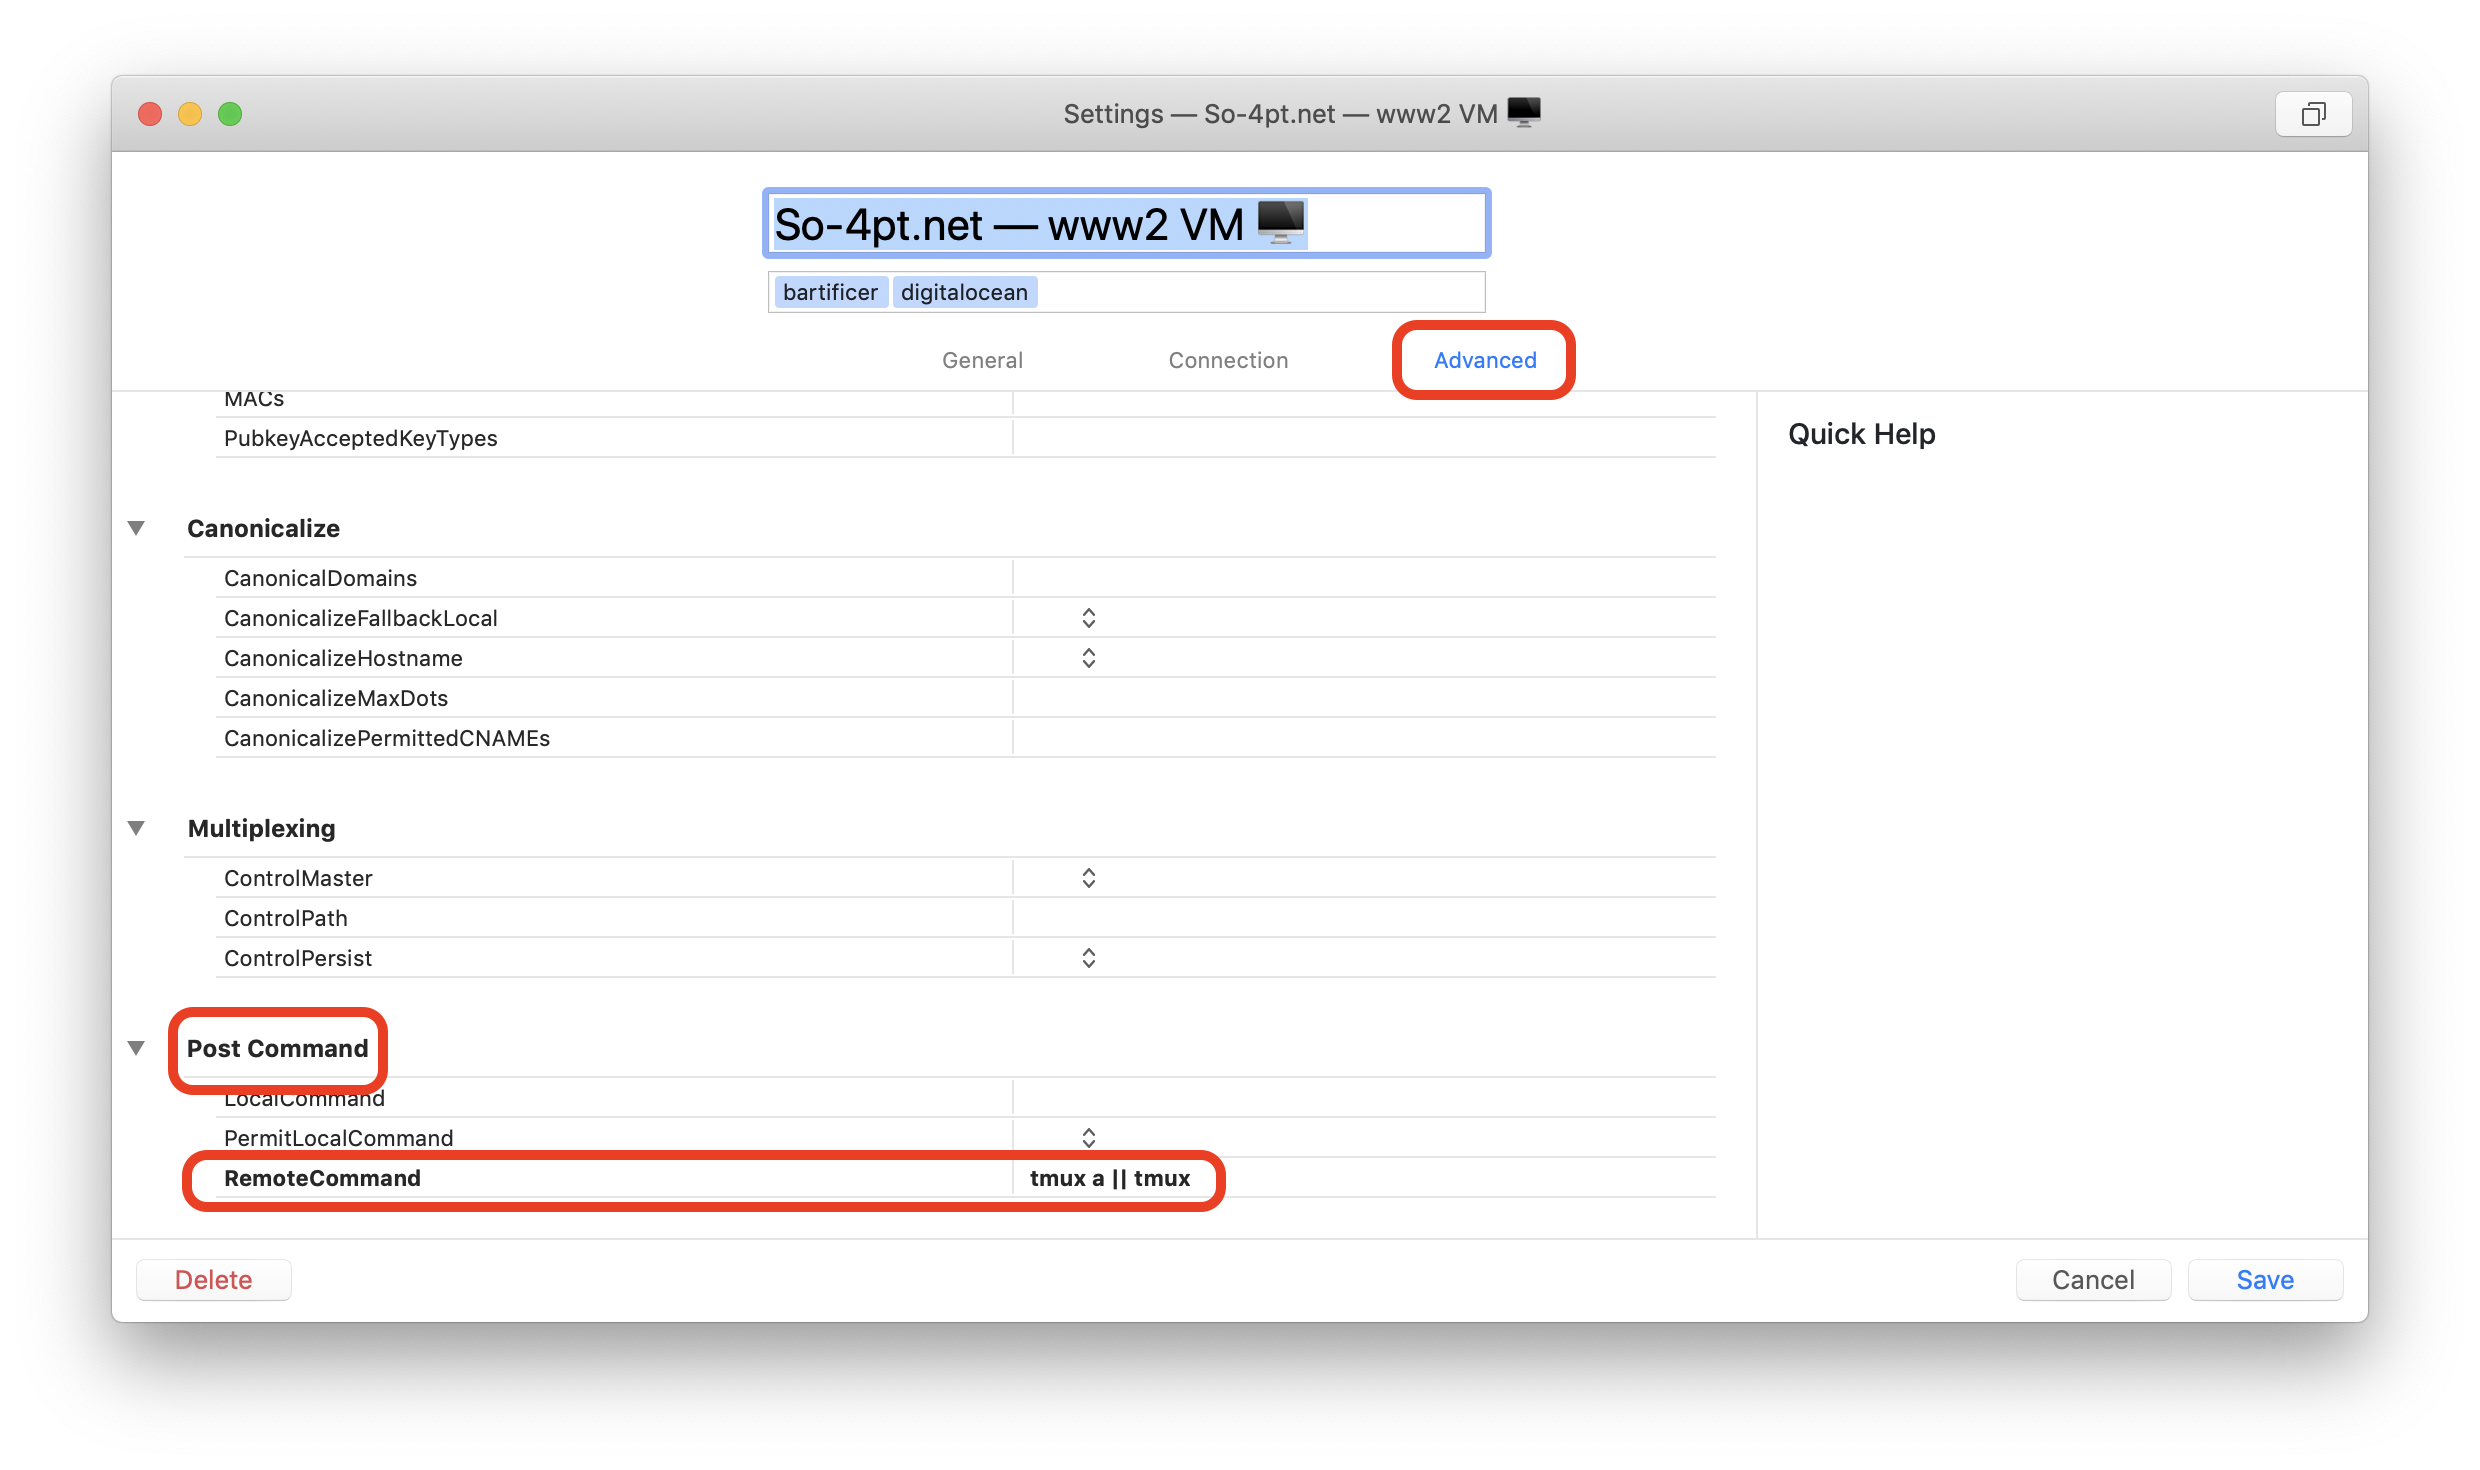 Settings — So-4pt.net — www2 VM 🖥
So-4pt.net — www2 VM 🖥
bartificer digitalocean
General Connection Advanced
MACs
PubkeyAcceptedKeyTypes
Quick Help
Canonicalize
CanonicalDomains
CanonicalizeFallbackLocal
CanonicalizeHostname
CanonicalizeMaxDots
CanonicalizePermittedCNAMEs
Multiplexing
ControlMaster
ControlPath
ControlPersist
Post Command
LocalCommand
PermitLocalCommand
RemoteCommand tmux a || tmux
Delete Cancel Save